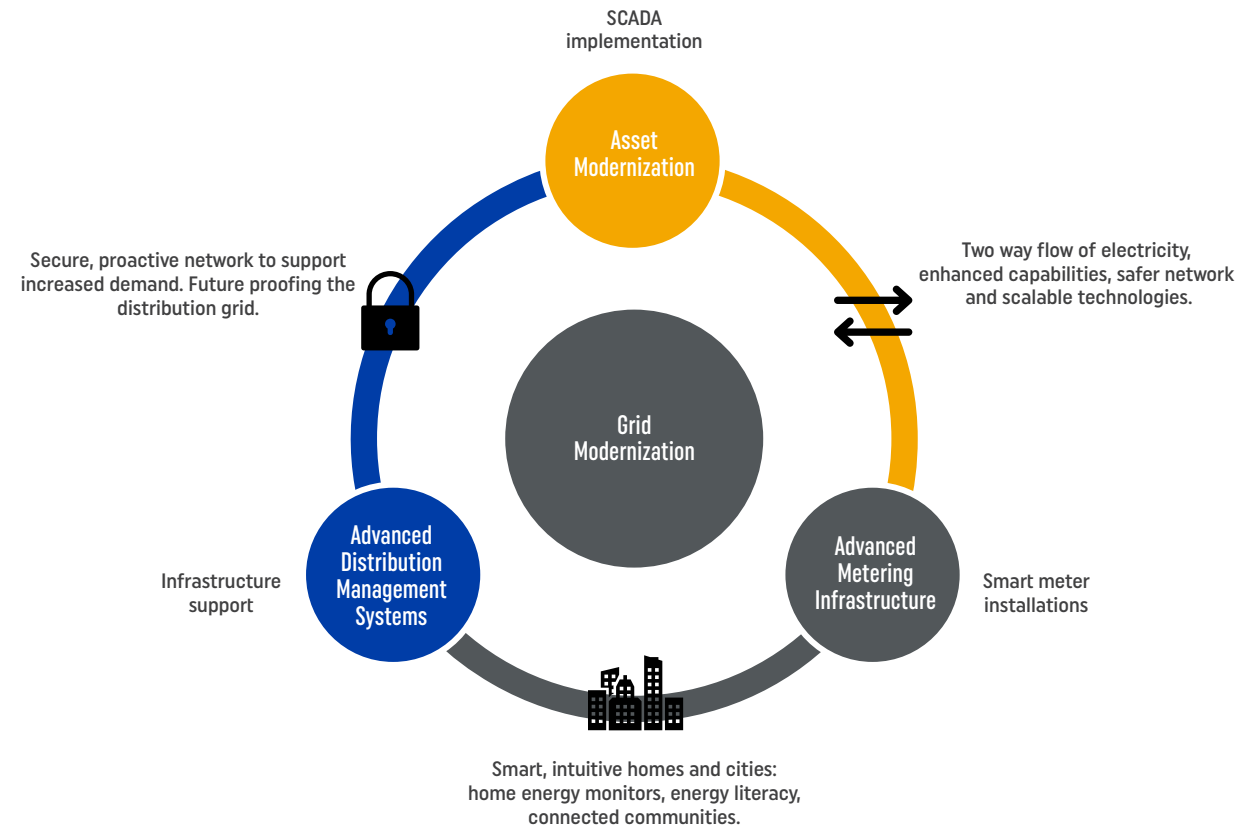 SCADA
implementation
Asset
Modernization
Secure, proactive network to support
increased demand. Future proofing the
distribution grid.
Two way flow of electricity,
enhanced capabilities, safer network
and scalable technologies.
Grid
Modernization
Advanced
Distribution
Management
Systems
Infrastructure
support
Advanced
Metering
Infrastructure
Smart meter
installations
Smart, intuitive homes and cities:
home energy monitors, energy literacy,
connected communities.